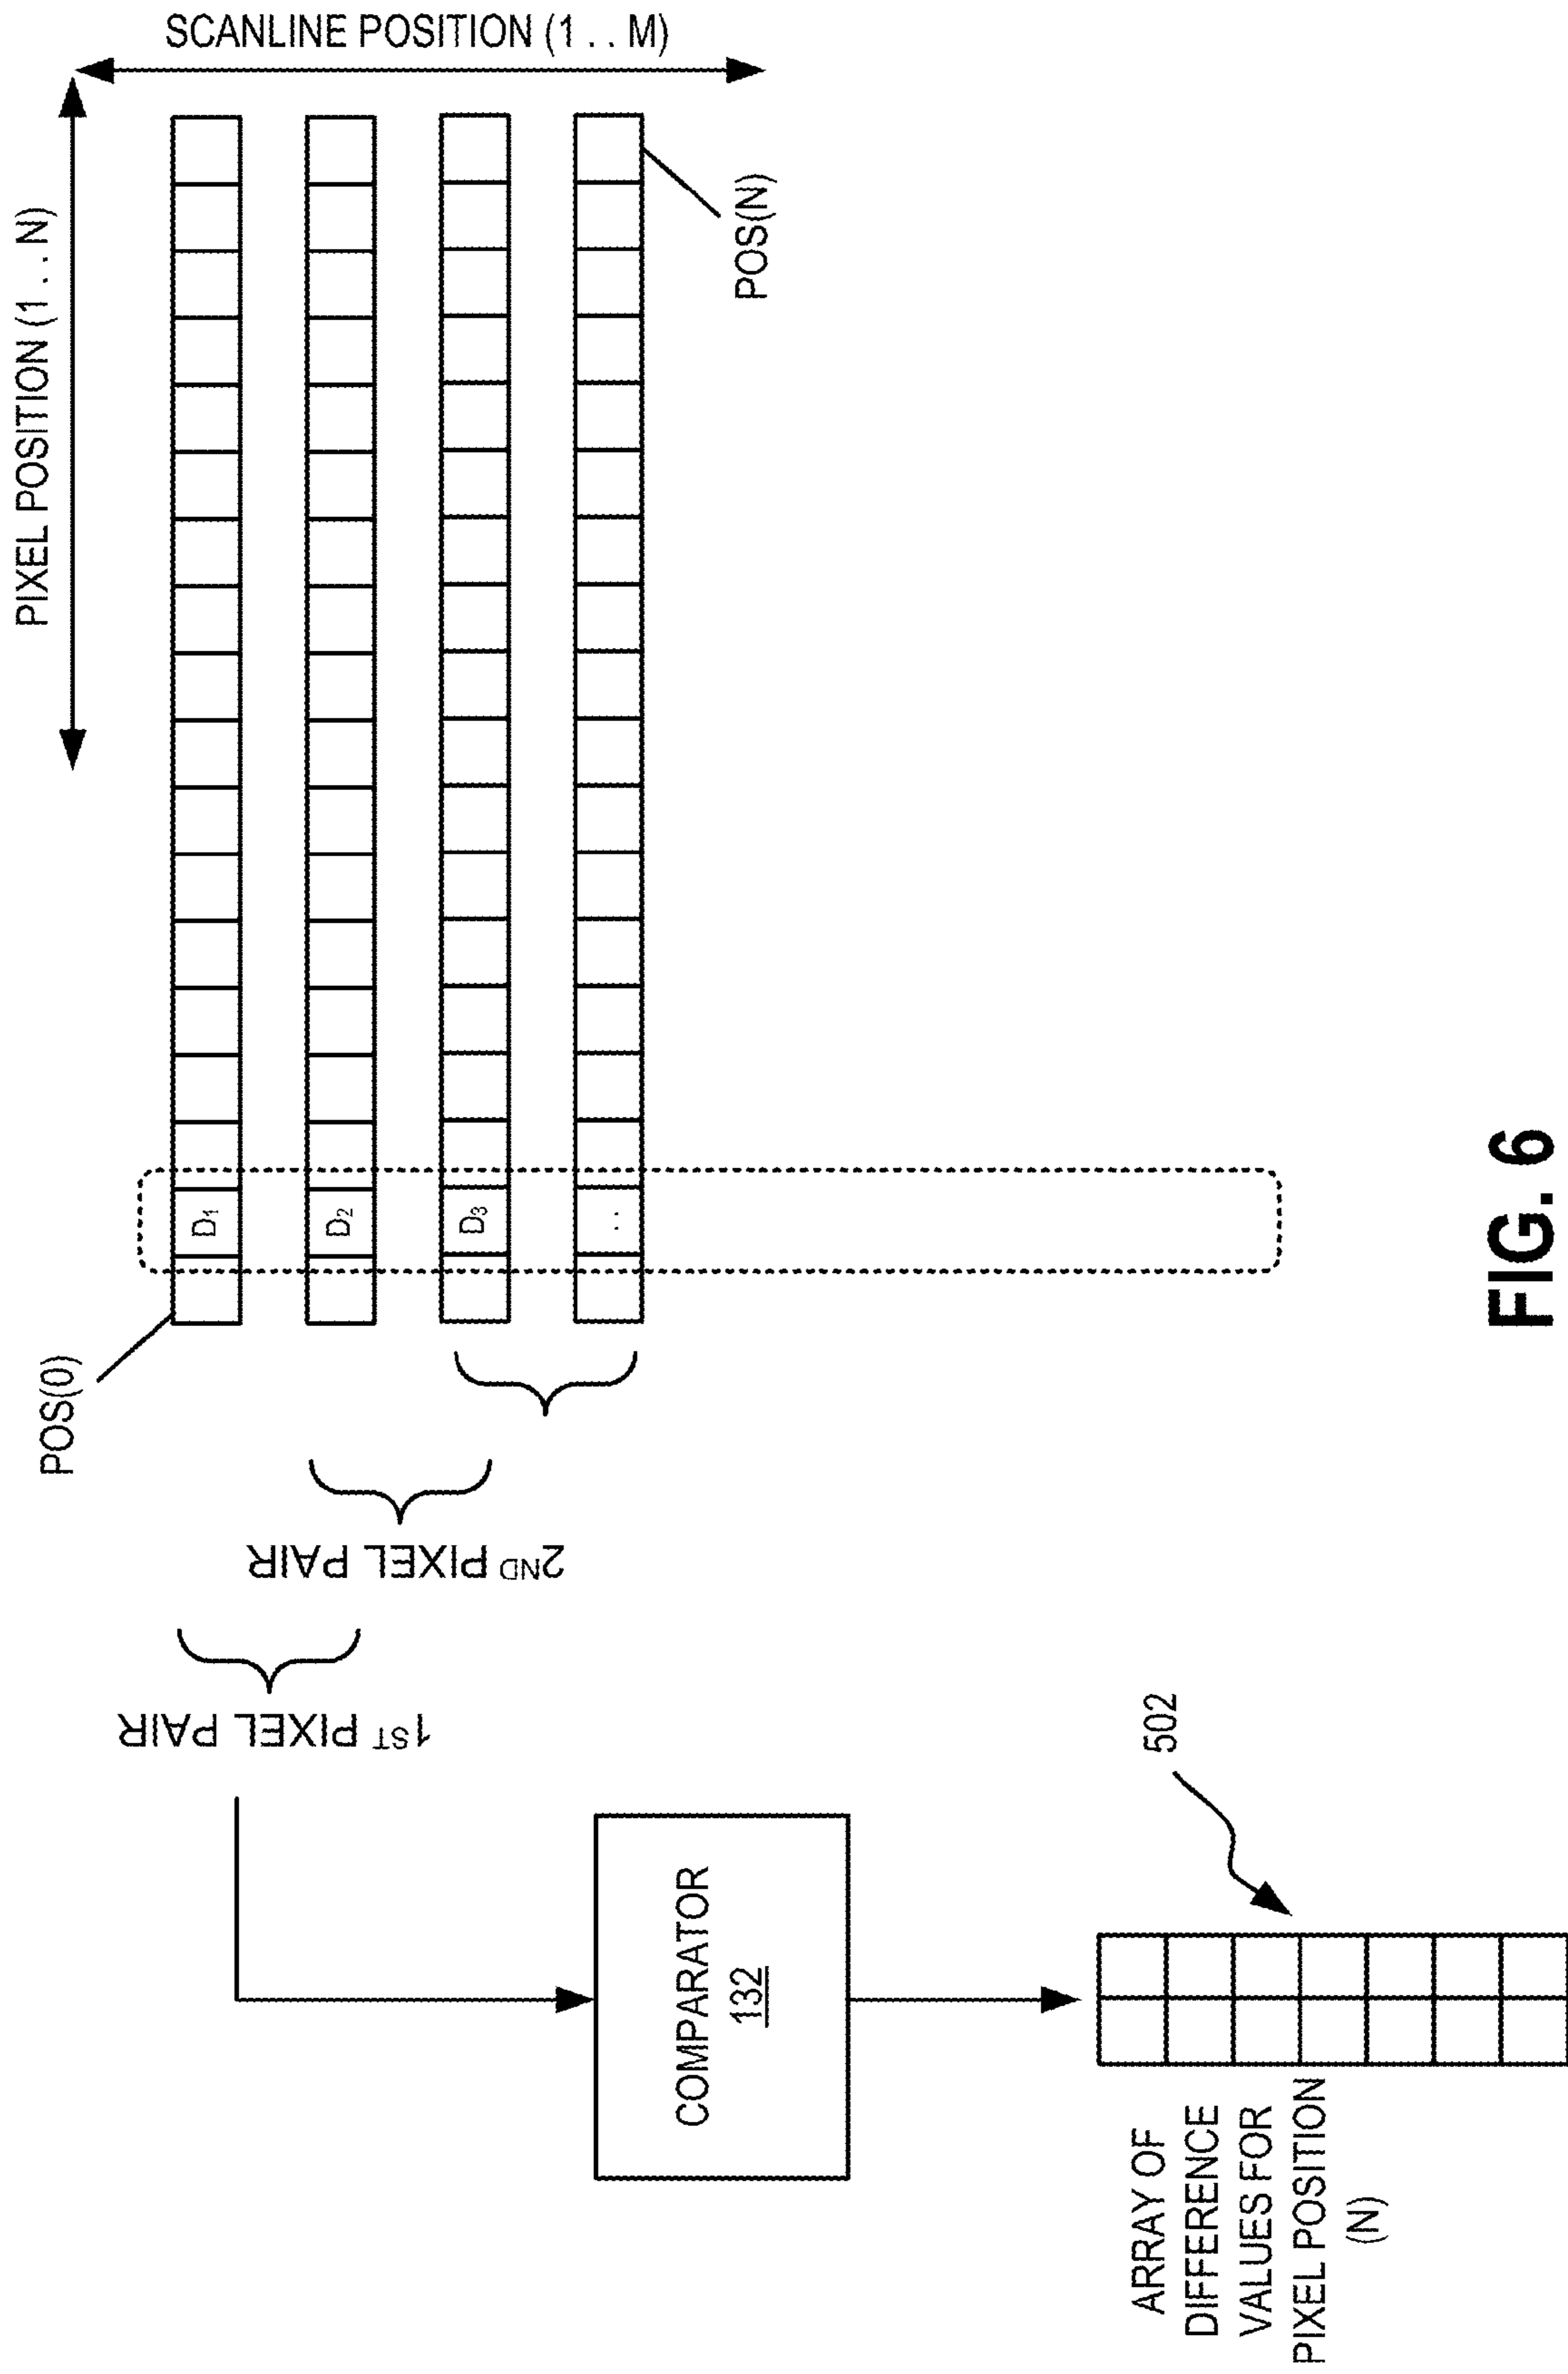 PIXEL POSITION (1 . . N)
SCANLINE POSITION (1 . . M)
POS(0)
D₁
D₂
D₃
. .
POS(N)
1ST PIXEL PAIR
2ND PIXEL PAIR
COMPARATOR
132
502
ARRAY OF
DIFFERENCE
VALUES FOR
PIXEL POSITION
(N)
FIG. 6